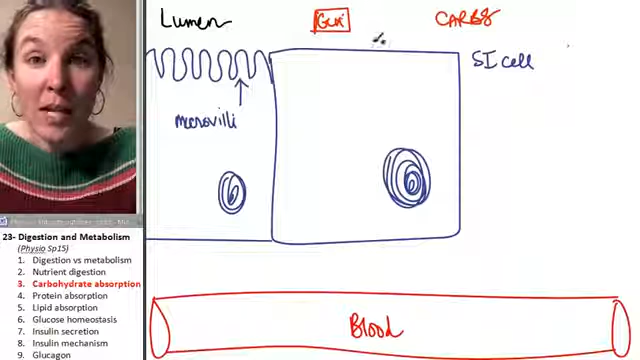 Lumen
Glu
CARBS
SI cell
microvilli
23- Digestion and Metabolism
(Physio Sp15)
1. Digestion vs metabolism
2. Nutrient digestion
3. Carbohydrate absorption
4. Protein absorption
5. Lipid absorption
6. Glucose homeostasis
7. Insulin secretion
8. Insulin mechanism
9. Glucagon
Blood